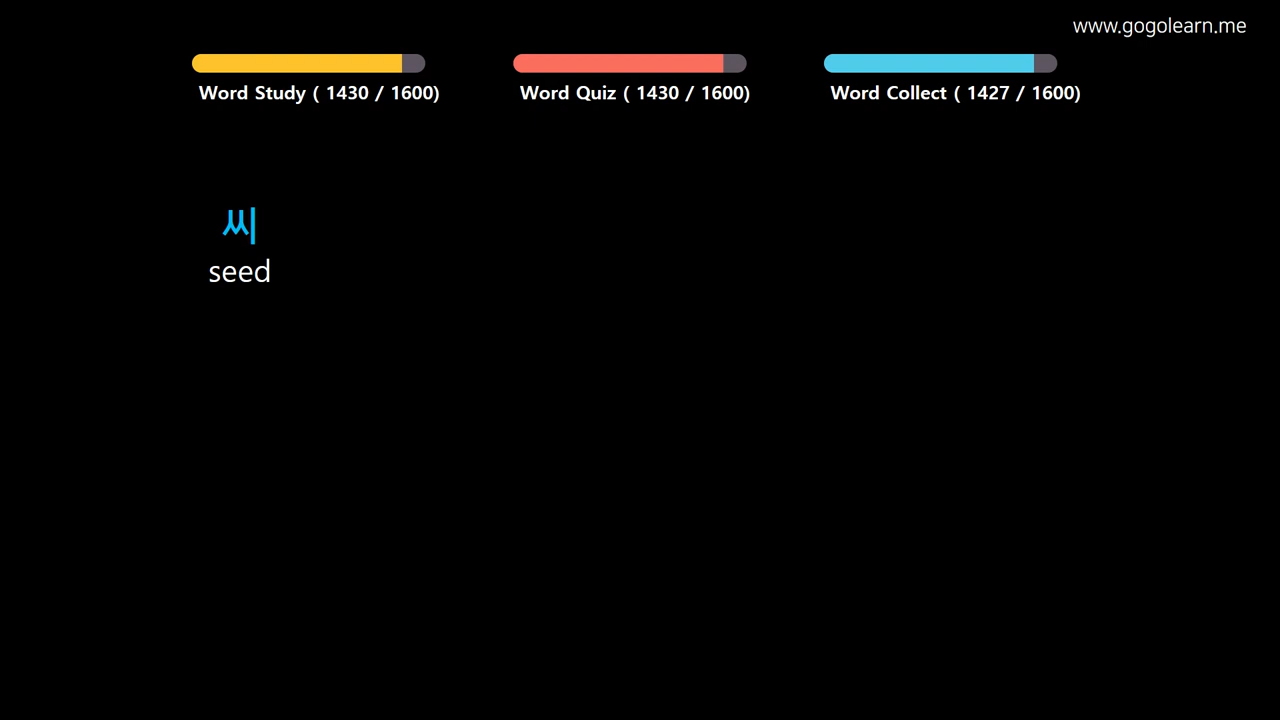 www.gogolearn.me
Word Study ( 1430 / 1600)
Word Quiz ( 1430 / 1600)
Word Collect ( 1427 / 1600)
씨
seed